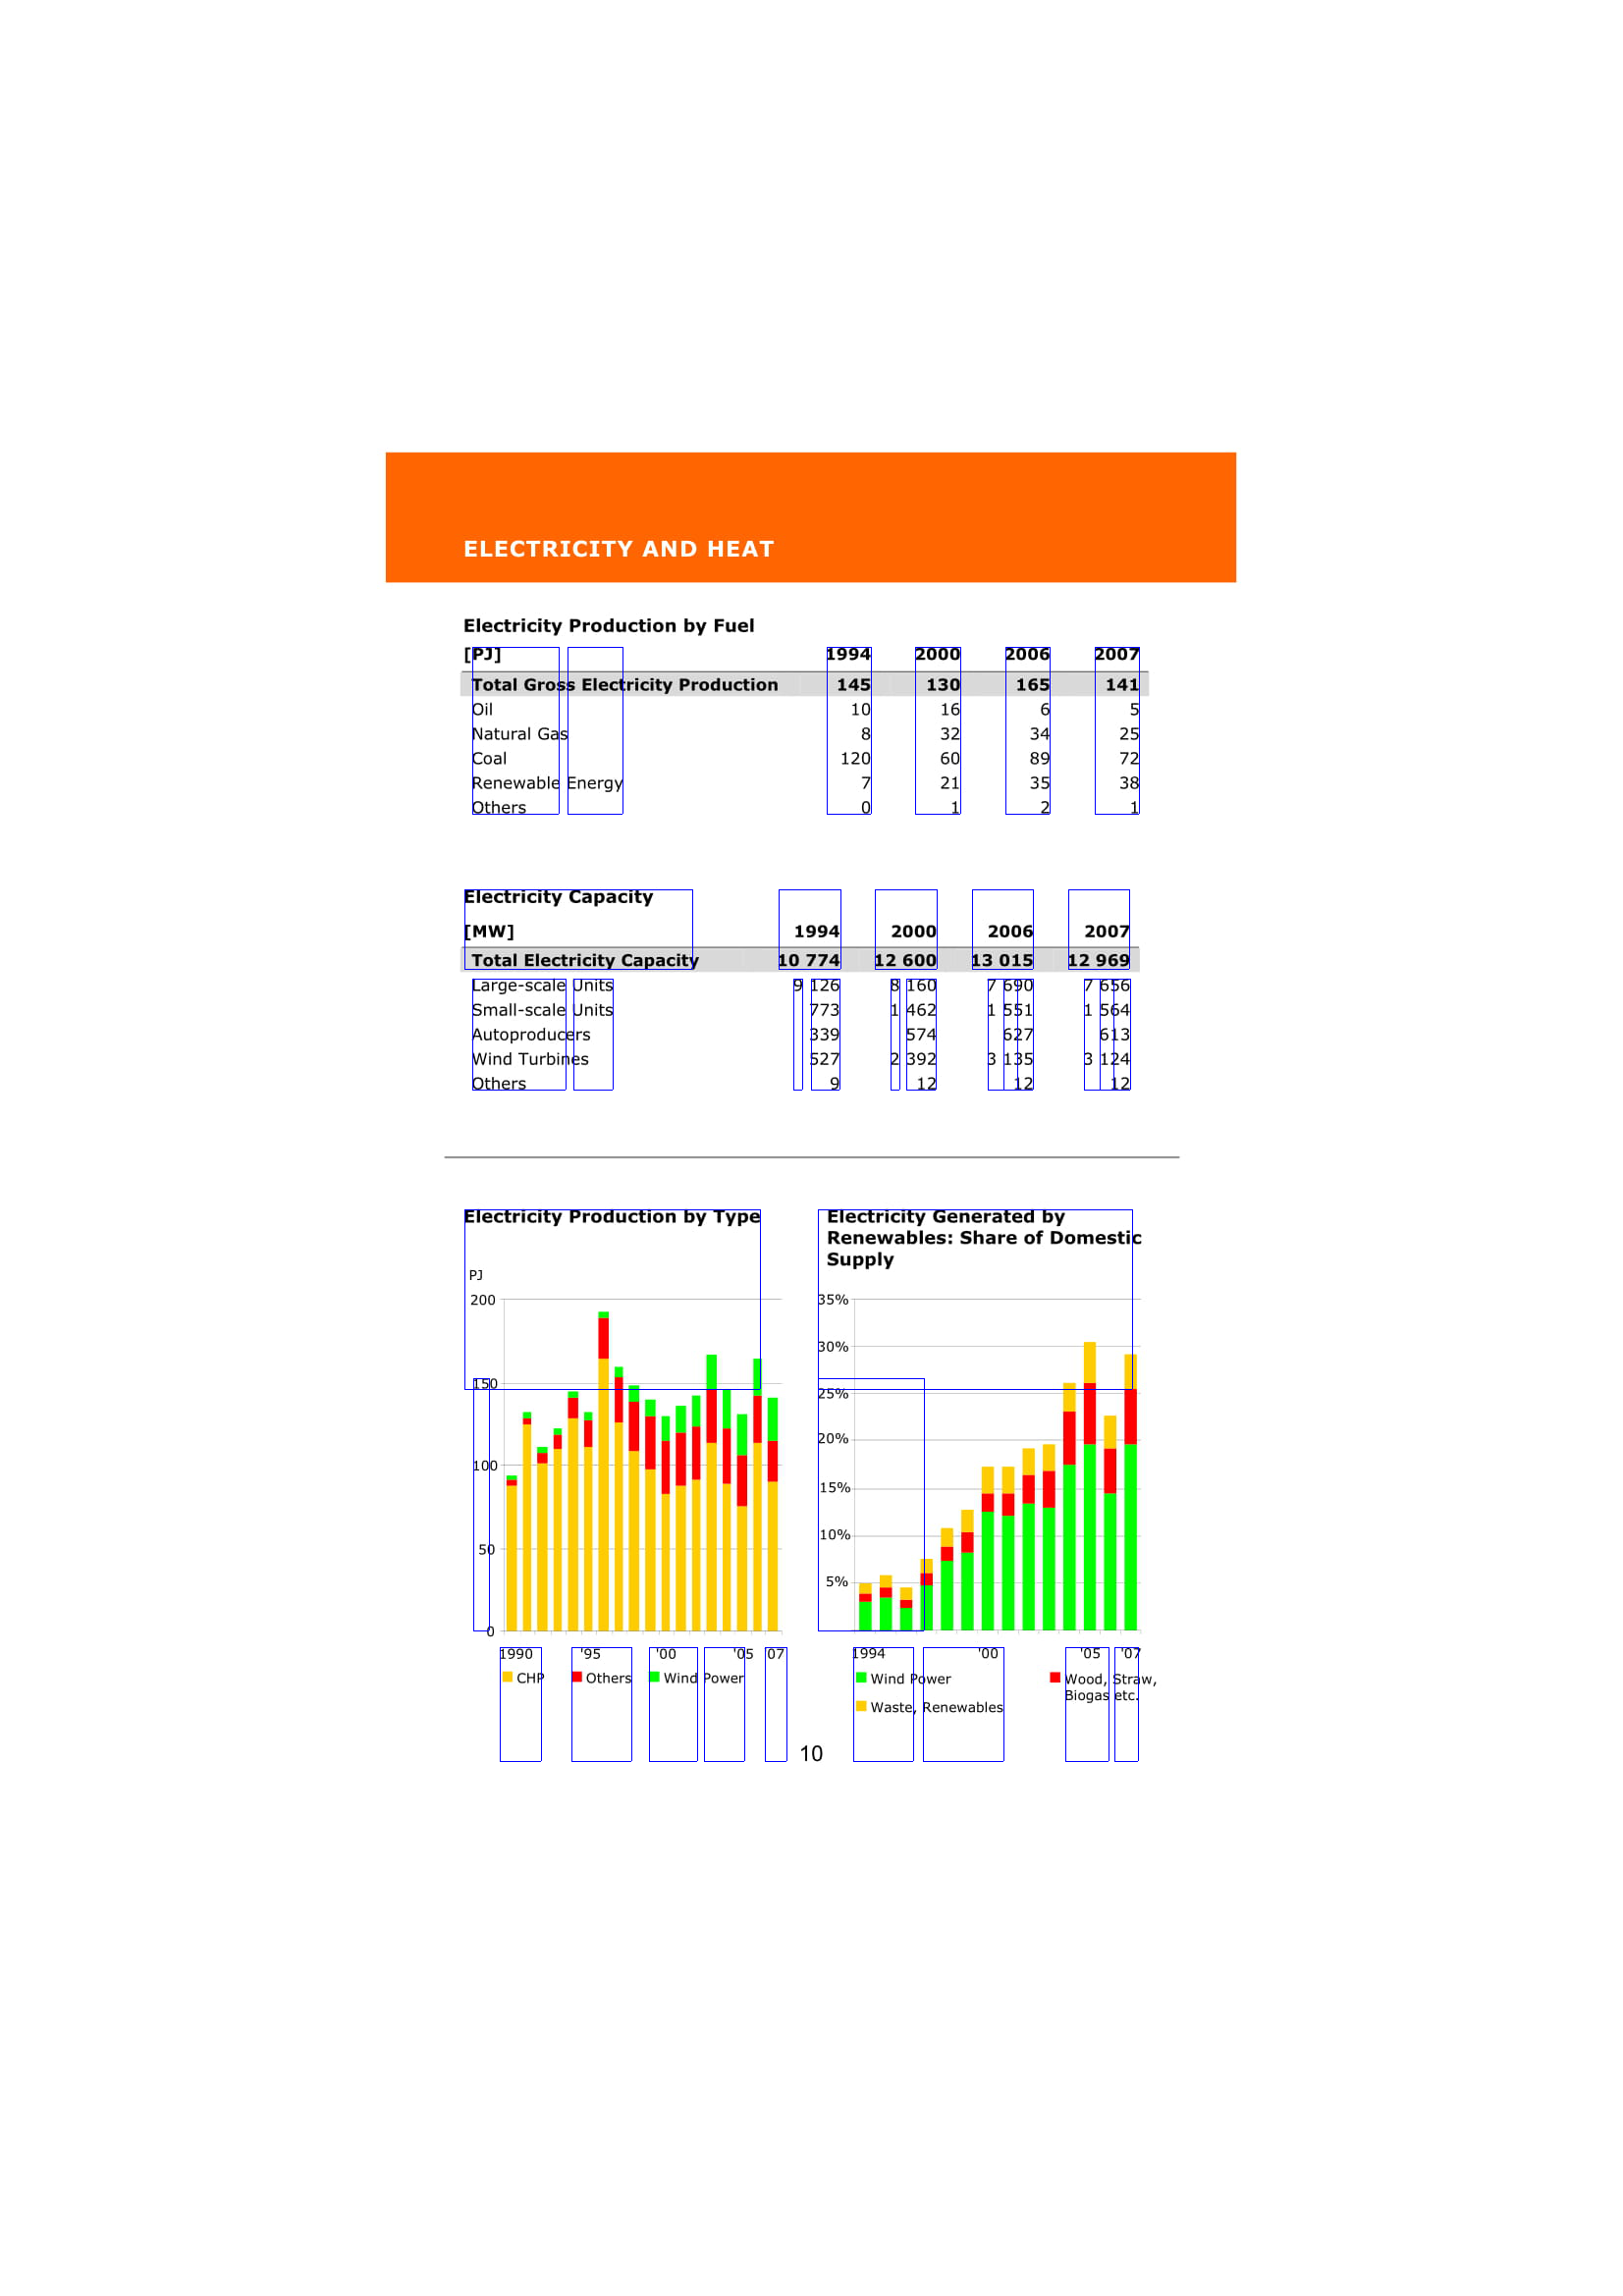 ELECTRICITY AND HEAT
Electricity Production by Fuel
[PJ] 1994 2000 2006 2007
Total Gross Electricity Production 145 130 165 141
Oil 10 16 6 5
Natural Gas 8 32 34 25
Coal 120 60 89 72
Renewable Energy 7 21 35 38
Others 0 1 2 1
Electricity Capacity
[MW] 1994 2000 2006 2007
Total Electricity Capacity 10 774 12 600 13 015 12 969
Large-scale Units 9 126 8 160 7 690 7 656
Small-scale Units 773 1 462 1 551 1 564
Autoproducers 339 574 627 613
Wind Turbines 527 2 392 3 135 3 124
Others 9 12 12 12
Electricity Production by Type
PJ
200
150
100
50
0
1990 '95 '00 '05 '07
CHP Others Wind Power
Electricity Generated by
Renewables: Share of Domestic
Supply
35%
30%
25%
20%
15%
10%
5%
1994 '00 '05 '07
Wind Power Wood, Straw,
Biogas etc.
Waste, Renewables
10